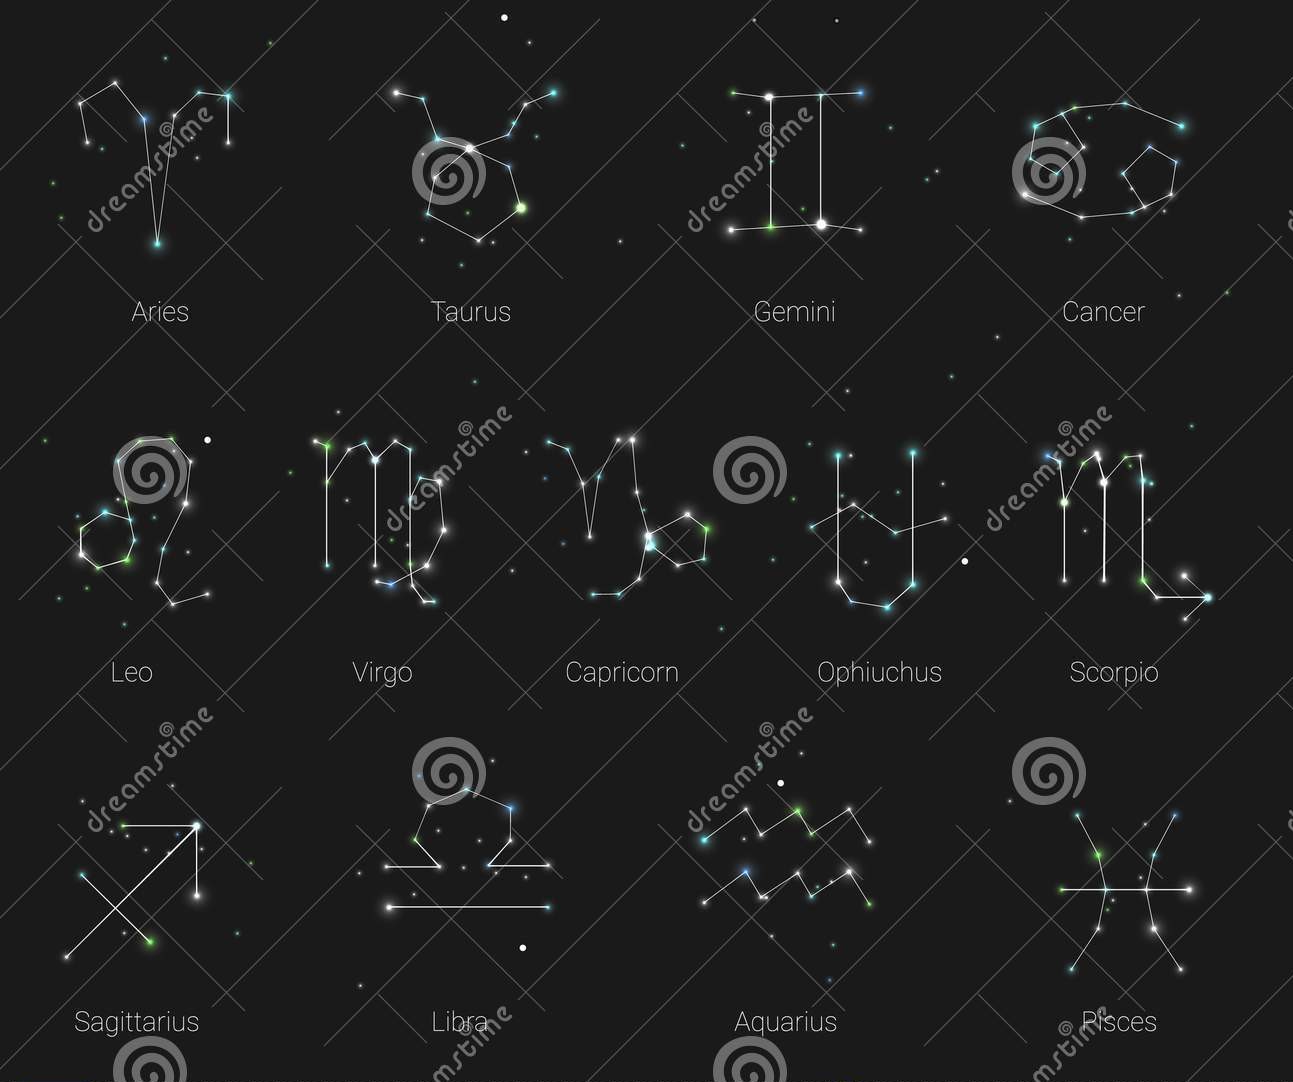 Aries Taurus Gemini Cancer
Leo Virgo Capricorn Ophiuchus Scorpio
Sagittarius Libra Aquarius Pisces
dreamstime
dreamstime
dreamstime
dreamstime
dreamstime
dreamstime
dreamstime
dreamstime